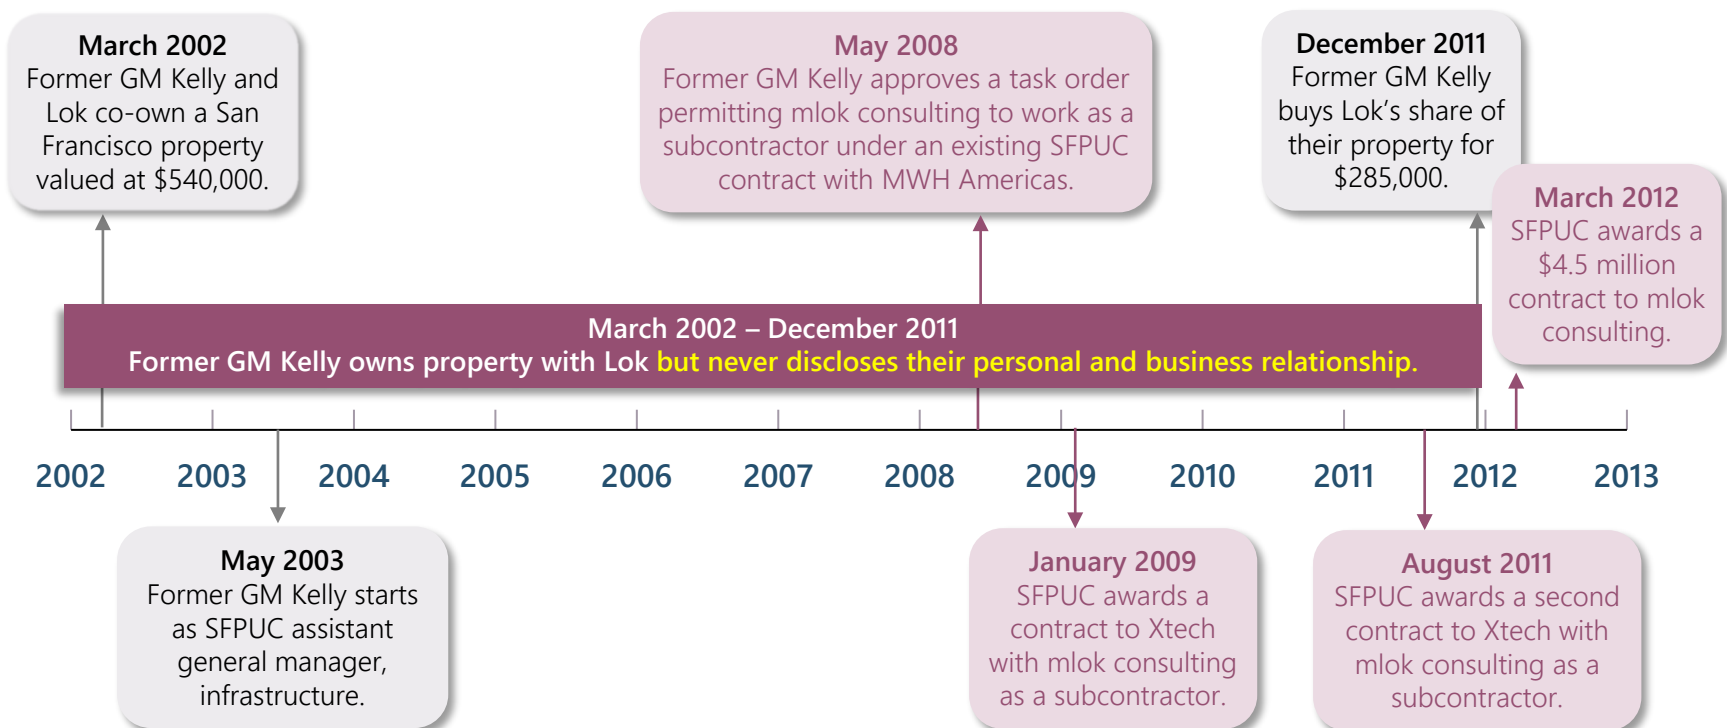 March 2002
Former GM Kelly and
Lok co-own a San
Francisco property
valued at $540,000.
May 2008
Former GM Kelly approves a task order
permitting mlok consulting to work as a
subcontractor under an existing SFPUC
contract with MWH Americas.
December 2011
Former GM Kelly
buys Lok’s share of
their property for
$285,000.
March 2012
SFPUC awards a
$4.5 million
contract to mlok
consulting.
March 2002 – December 2011
Former GM Kelly owns property with Lok but never discloses their personal and business relationship.
2002 2003 2004 2005 2006 2007 2008 2009 2010 2011 2012 2013
May 2003
Former GM Kelly starts
as SFPUC assistant
general manager,
infrastructure.
January 2009
SFPUC awards a
contract to Xtech
with mlok consulting
as a subcontractor.
August 2011
SFPUC awards a second
contract to Xtech with
mlok consulting as a
subcontractor.